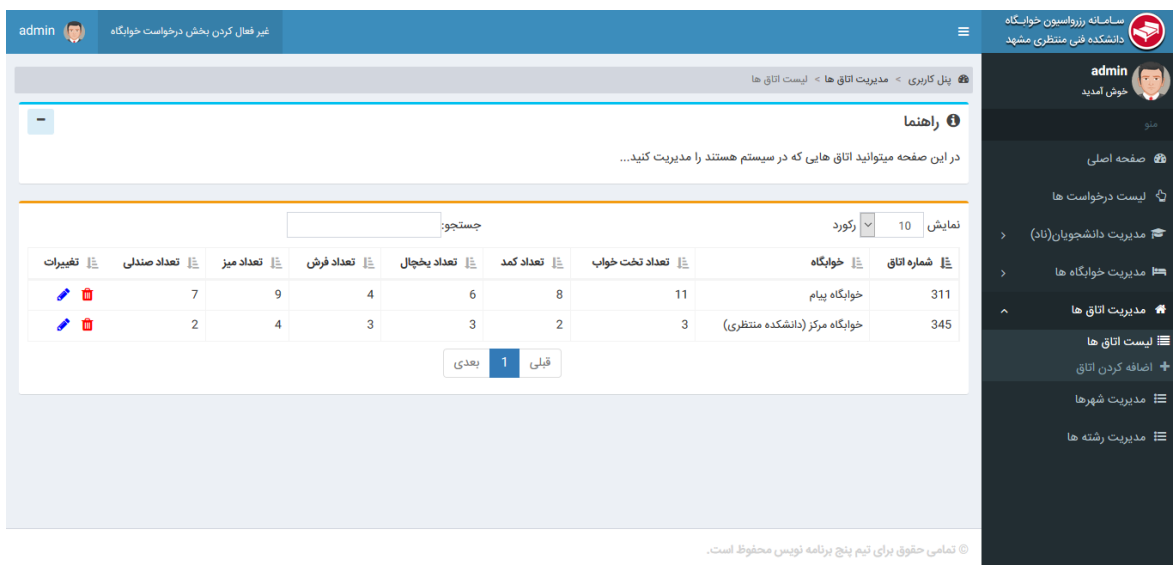 سـامـانه رزرواسیون خوابـگاه
دانشکده فنی منتظری مشهد
غیر فعال کردن بخش درخواست خوابگاه
admin
admin
خوش آمدید
منو
صفحه اصلی
لیست درخواست ها
مدیریت دانشجویان(ناد)
مدیریت خوابگاه ها
مدیریت اتاق ها
لیست اتاق ها
اضافه کردن اتاق
مدیریت شهرها
مدیریت رشته ها
پنل کاربری > مدیریت اتاق ها > لیست اتاق ها
راهنما
در این صفحه میتوانید اتاق هایی که در سیستم هستند را مدیریت کنید...
نمایش 10 رکورد جستجو:
شماره اتاق خوابگاه تعداد تخت خواب تعداد کمد تعداد یخچال تعداد فرش تعداد میز تعداد صندلی تغییرات
311 خوابگاه پیام 11 8 6 4 9 7
345 خوابگاه مرکز (دانشکده منتظری) 3 2 3 3 4 2
قبلی 1 بعدی
© تمامی حقوق برای تیم پنج برنامه نویس محفوظ است.